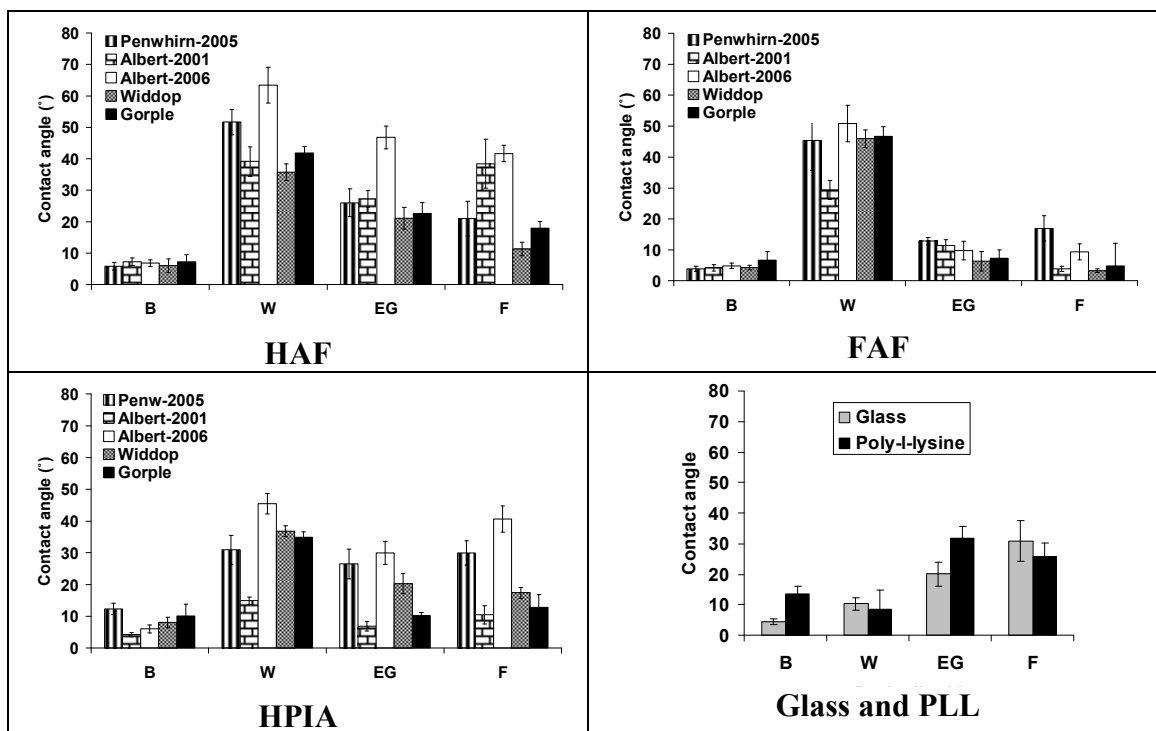 Contact angle (°)
80
70
60
50
40
30
20
10
0
Penwhirn-2005
Albert-2001
Albert-2006
Widdop
Gorple
B W EG F
HAF
Contact angle (°)
80
70
60
50
40
30
20
10
0
Penwhirn-2005
Albert-2001
Albert-2006
Widdop
Gorple
B W EG F
FAF
Contact angle (°)
80
70
60
50
40
30
20
10
0
Penw-2005
Albert-2001
Albert-2006
Widdop
Gorple
B W EG F
HPIA
Contact angle
80
70
60
50
40
30
20
10
0
Glass
Poly-l-lysine
B W EG F
Glass and PLL